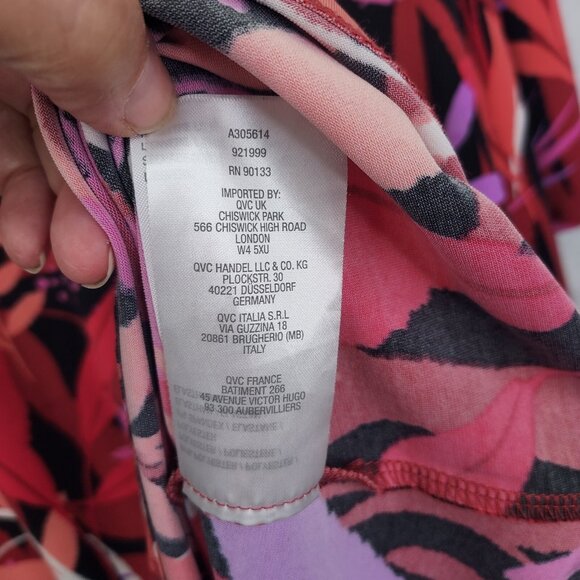 A305614
921999
RN 90133
IMPORTED BY:
QVC UK
CHISWICK PARK
566 CHISWICK HIGH ROAD
LONDON
W4 5XU
QVC HANDEL LLC & CO. KG
PLOCKSTR. 30
40221 DÜSSELDORF
GERMANY
QVC ITALIA S.R.L
VIA GUZZINA 18
20861 BRUGHERIO (MB)
ITALY
QVC FRANCE
BATIMENT 266
45 AVENUE VICTOR HUGO
93 300 AUBERVILLIERS